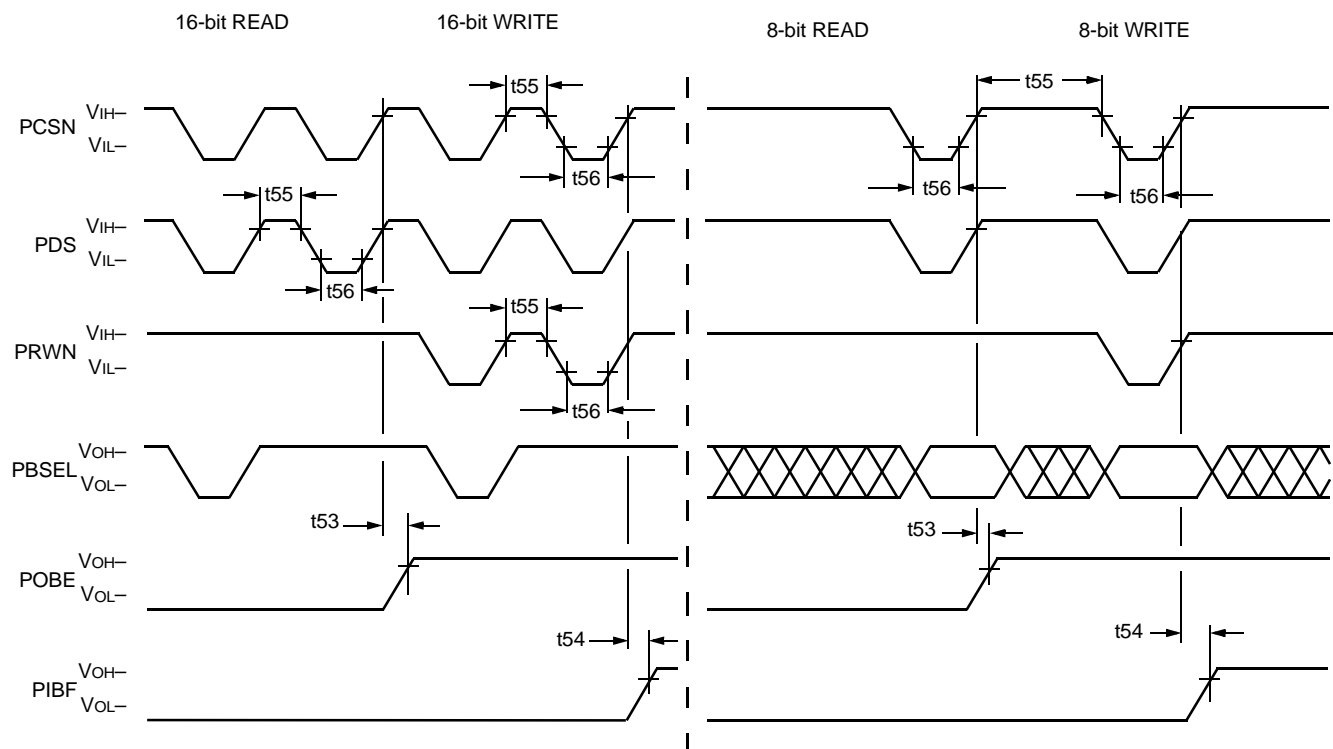 16-bit READ 16-bit WRITE 8-bit READ 8-bit WRITE
t55 t55
PCSN VIH– VIL–
t56 t56 t56
t55
PDS VIH– VIL–
t56 t55
PRWN VIH– VIL–
t56
PBSEL VOH– VOL–
t53 t53
POBE VOH– VOL–
t54 t54
PIBF VOH– VOL–